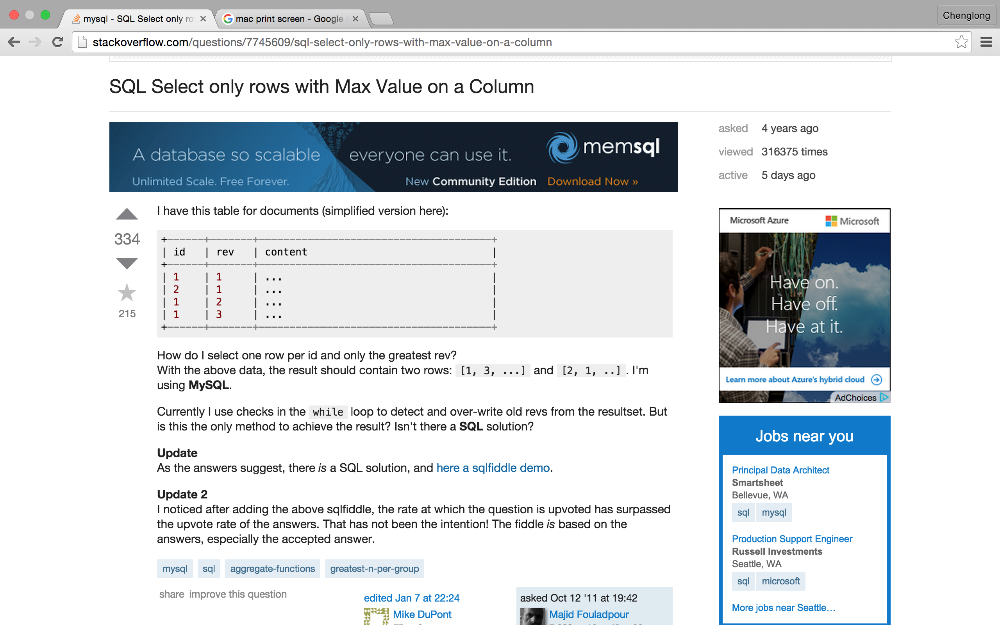 mysql - SQL Select only ro
mac print screen - Google
Chenglong
stackoverflow.com/questions/7745609/sql-select-only-rows-with-max-value-on-a-column
SQL Select only rows with Max Value on a Column
A database so scalable everyone can use it.
memsql
Unlimited Scale. Free Forever.
New Community Edition Download Now »
asked 4 years ago
viewed 316375 times
active 5 days ago
334
215
I have this table for documents (simplified version here):
+------+-------+--------------------------------------+
| id   | rev   | content                              |
+------+-------+--------------------------------------+
| 1    | 1     | ...                                  |
| 2    | 1     | ...                                  |
| 1    | 2     | ...                                  |
| 1    | 3     | ...                                  |
+------+-------+--------------------------------------+
How do I select one row per id and only the greatest rev?
With the above data, the result should contain two rows: [1, 3, ...] and [2, 1, ..]. I'm
using MySQL.
Currently I use checks in the while loop to detect and over-write old revs from the resultset. But
is this the only method to achieve the result? Isn't there a SQL solution?
Update
As the answers suggest, there is a SQL solution, and here a sqlfiddle demo.
Update 2
I noticed after adding the above sqlfiddle, the rate at which the question is upvoted has surpassed
the upvote rate of the answers. That has not been the intention! The fiddle is based on the
answers, especially the accepted answer.
mysql sql aggregate-functions greatest-n-per-group
share improve this question
edited Jan 7 at 22:24
Mike DuPont
asked Oct 12 '11 at 19:42
Majid Fouladpour
Microsoft Azure
Microsoft
Have on.
Have off.
Have at it.
Learn more about Azure's hybrid cloud
AdChoices
Jobs near you
Principal Data Architect
Smartsheet
Bellevue, WA
sql mysql
Production Support Engineer
Russell Investments
Seattle, WA
sql microsoft
More jobs near Seattle...